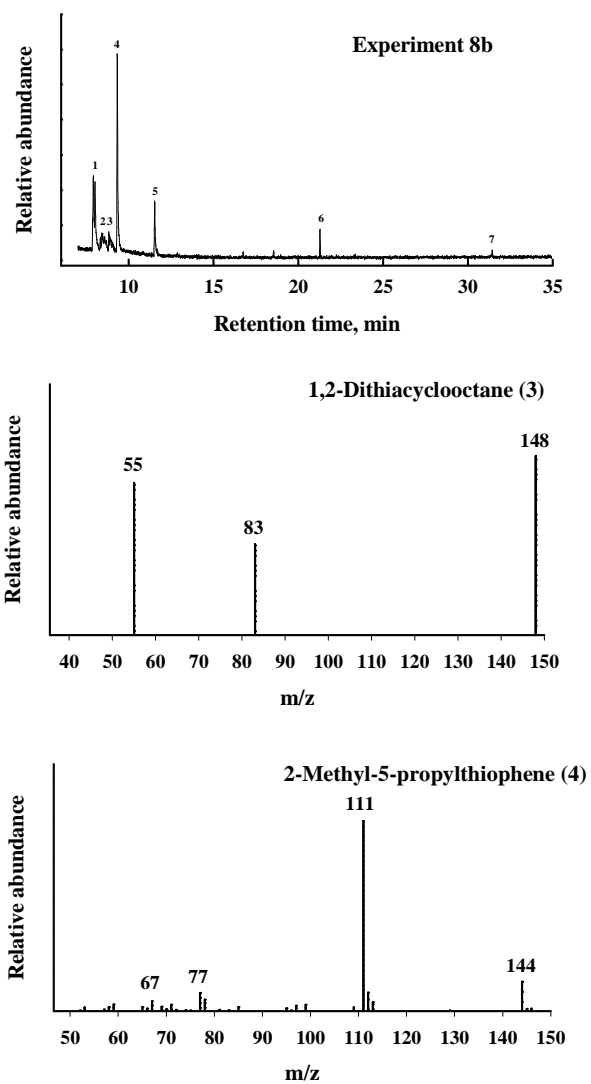 Experiment 8b
Relative abundance
1
2 3
4
5
6
7
10 15 20 25 30 35
Retention time, min
1,2-Dithiacyclooctane (3)
Relative abundance
55
83
148
40 50 60 70 80 90 100 110 120 130 140 150
m/z
2-Methyl-5-propylthiophene (4)
Relative abundance
67
77
111
144
50 60 70 80 90 100 110 120 130 140 150
m/z